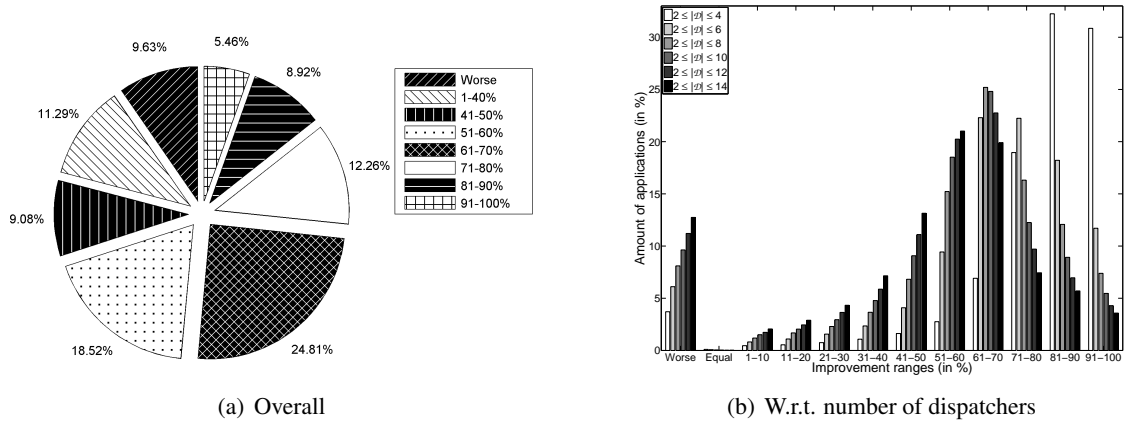 9.63%
5.46%
8.92%
11.29%
12.26%
9.08%
18.52%
24.81%
Worse
1-40%
41-50%
51-60%
61-70%
71-80%
81-90%
91-100%
(a) Overall
Amount of applications (in %)
30
25
20
15
10
5
0
2 ≤ |𝒟| ≤ 4
2 ≤ |𝒟| ≤ 6
2 ≤ |𝒟| ≤ 8
2 ≤ |𝒟| ≤ 10
2 ≤ |𝒟| ≤ 12
2 ≤ |𝒟| ≤ 14
Worse Equal 1–10 11–20 21–30 31–40 41–50 51–60 61–70 71–80 81–90 91–100
Improvement ranges (in %)
(b) W.r.t. number of dispatchers